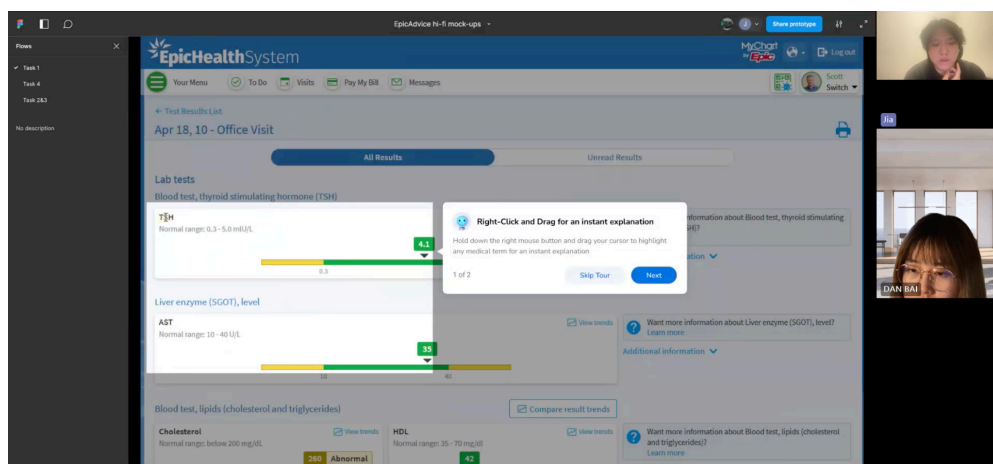 EpicAdvice hi-fi mock-ups
J
Share prototype
Flows
Task 1
Task 4
Task 2&3
No description
EpicHealthSystem
MyChart
by Epic
Log out
Your Menu
To Do
Visits
Pay My Bill
Messages
Scott
Switch
← Test Results List
Apr 18, 10 - Office Visit
All Results
Unread Results
Lab tests
Blood test, thyroid stimulating hormone (TSH)
TSH
Normal range: 0.3 - 5.0 mIU/L
4.1
0.3
Right-Click and Drag for an instant explanation
Hold down the right mouse button and drag your cursor to highlight
any medical term for an instant explanation
1 of 2
Skip Tour
Next
information about Blood test, thyroid stimulating
Liver enzyme (SGOT), level
AST
Normal range: 10 - 40 U/L
View trends
35
10
40
Want more information about Liver enzyme (SGOT), level?
Learn more
Additional information
Blood test, lipids (cholesterol and triglycerides)
Compare result trends
Cholesterol
Normal range: below 200 mg/dL
View trends
260
Abnormal
HDL
Normal range: 35 - 70 mg/dl
View trends
42
Want more information about Blood test, lipids (cholesterol
and triglycerides)?
Learn more
Jia
DAN BAI